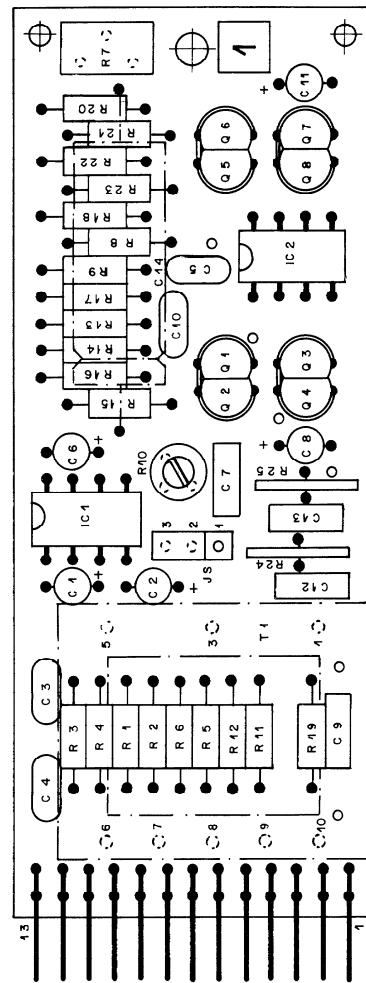 R7
1
C11
+
R20
R21
R22
R23
R18
R8
R9
R17
R13
R14
R16
R15
C14
C5
C10
Q6
Q5
Q7
Q8
IC2
Q1
Q2
Q3
Q4
C6
+
R10
C7
C8
+
R25
IC1
3
2
1
JS
C13
R24
C1
+
C2
+
C12
5
3
T1
1
C3
C4
R3
R4
R1
R2
R6
R5
R12
R11
R19
C9
6
7
8
9
10
13
1